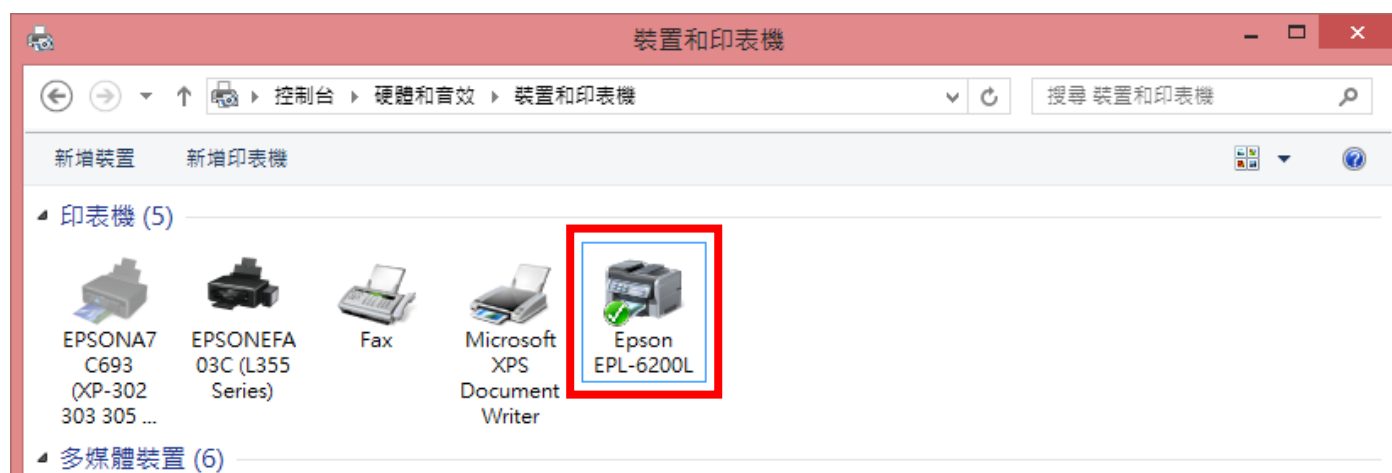 裝置和印表機
控制台 ▸ 硬體和音效 ▸ 裝置和印表機
搜尋 裝置和印表機
新增裝置 新增印表機
印表機 (5)
EPSONA7
C693
(XP-302
303 305 ...
EPSONEFA
03C (L355
Series)
Fax
Microsoft
XPS
Document
Writer
Epson
EPL-6200L
多媒體裝置 (6)